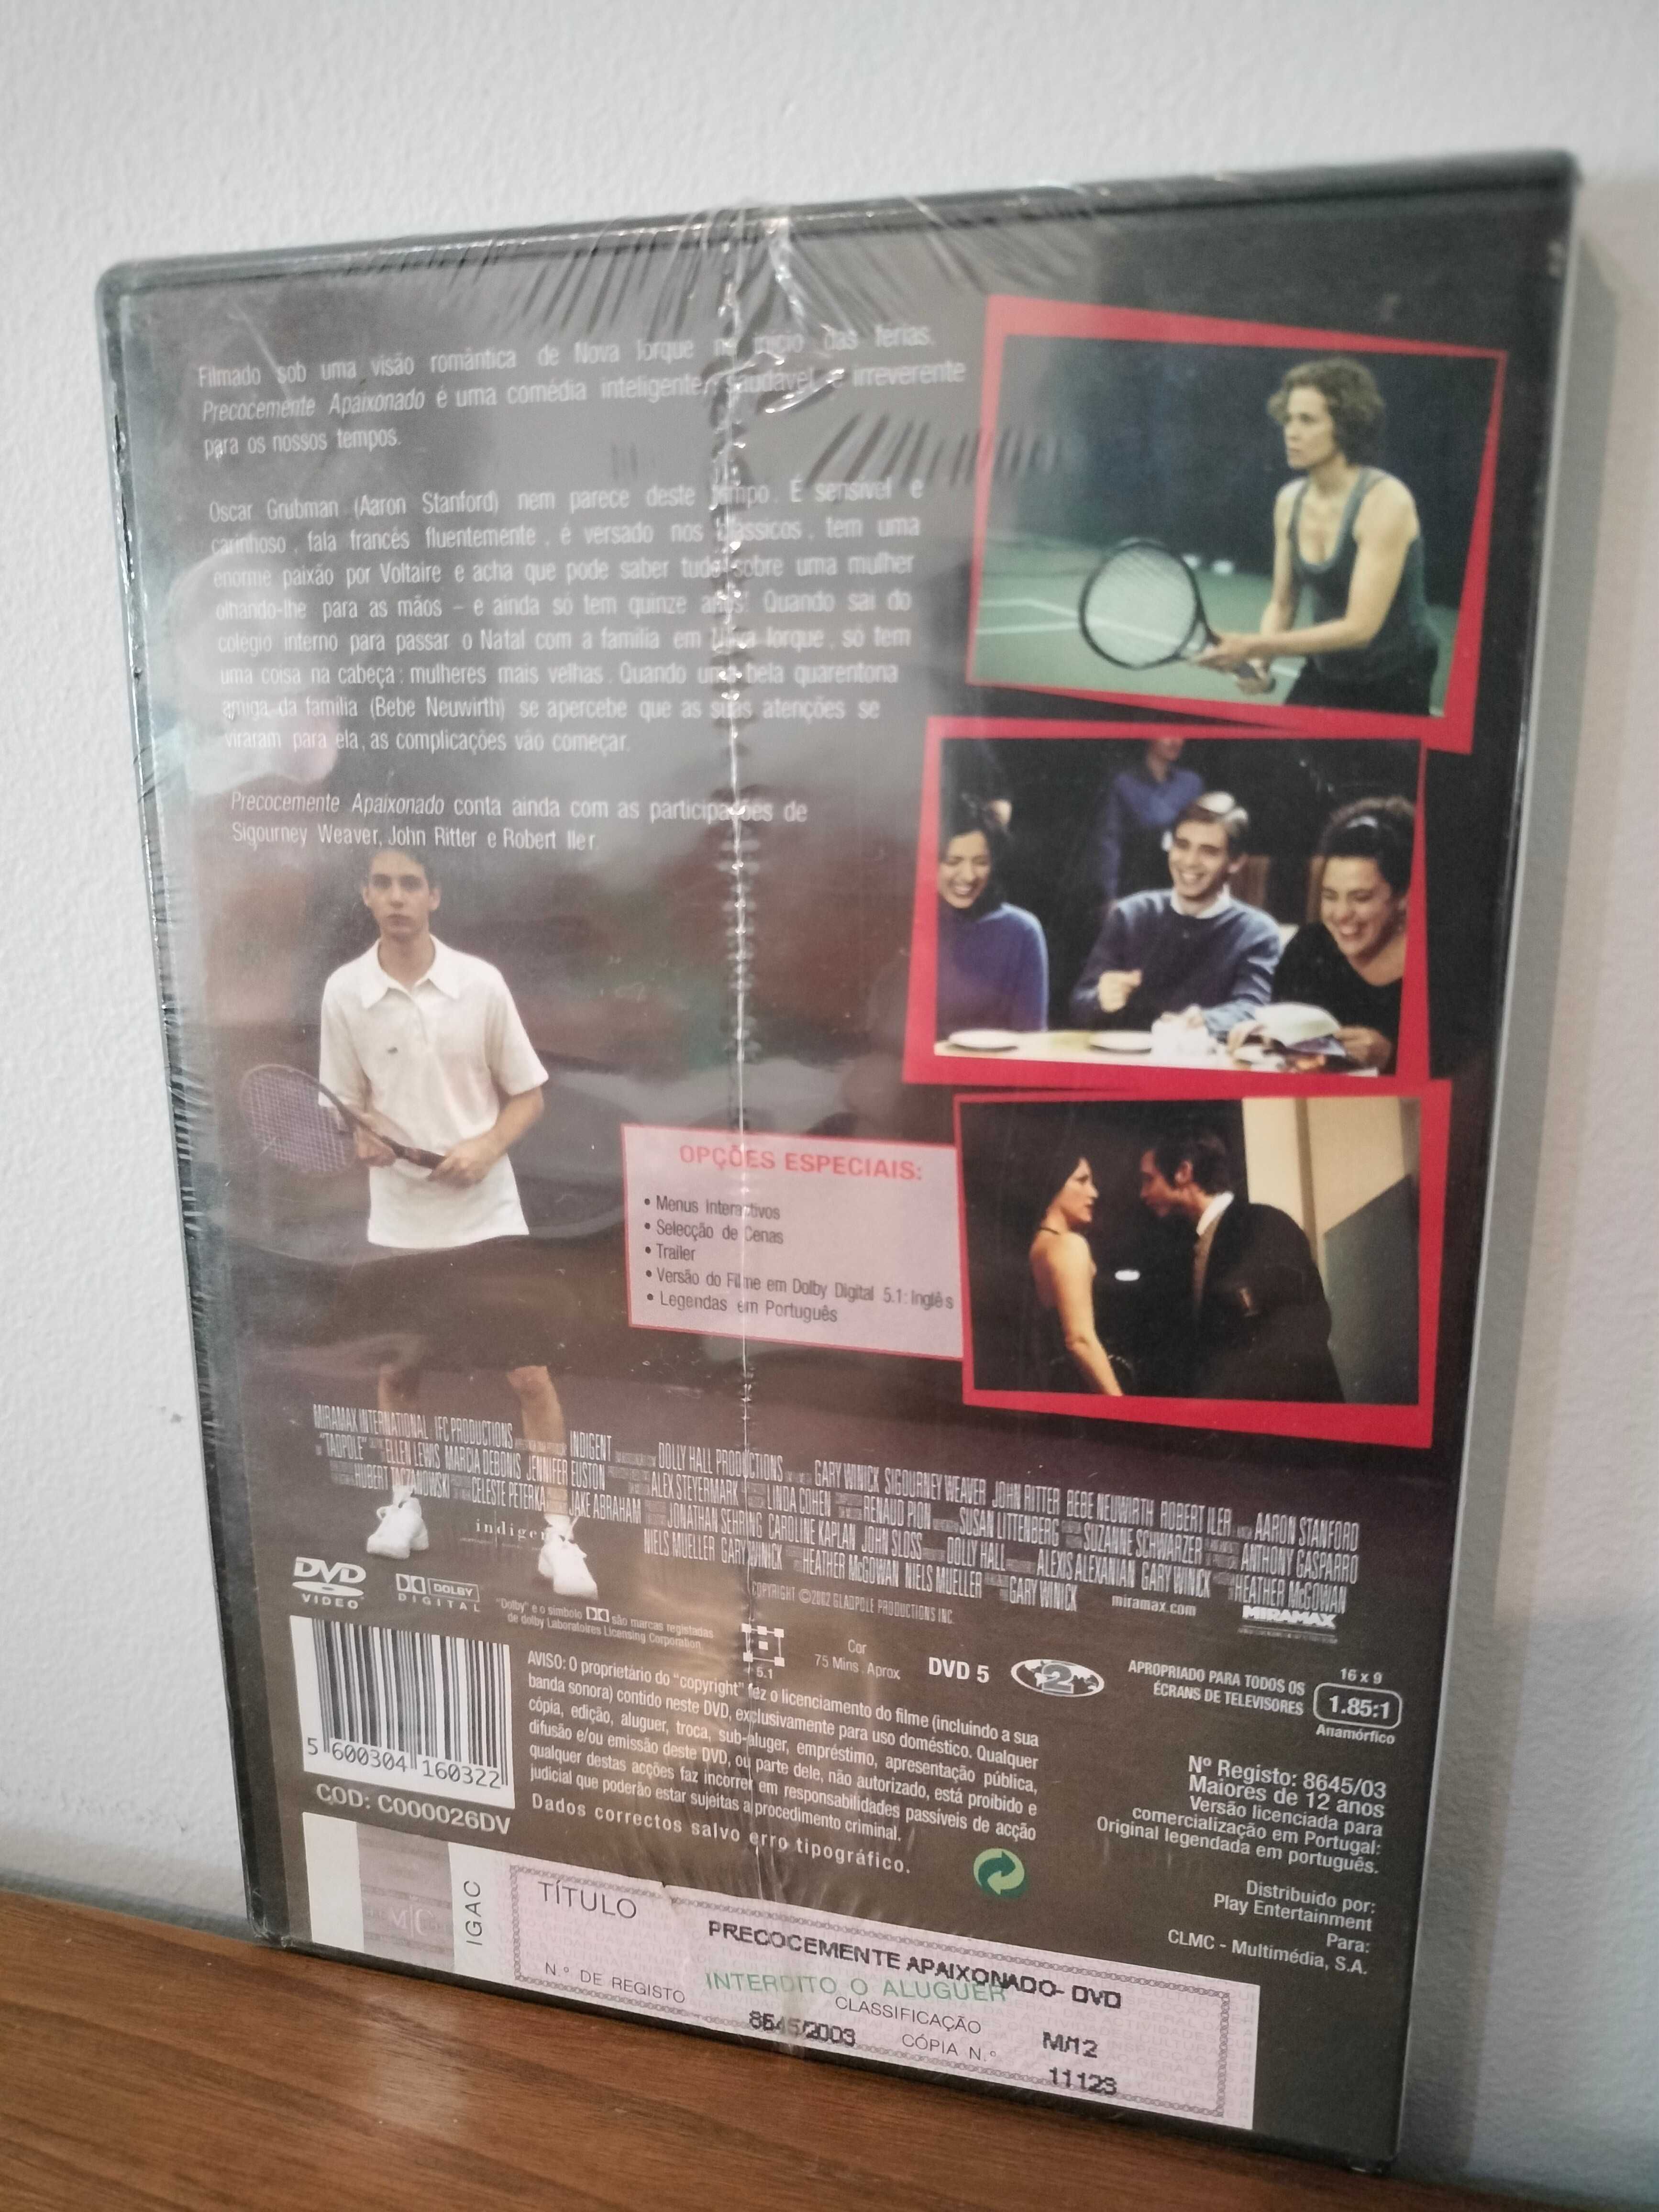 Filmado sob uma visão romântica de Nova Iorque no início das férias,
Precocemente Apaixonado é uma comédia inteligente, saudável e irreverente
para os nossos tempos.
Oscar Grubman (Aaron Stanford) nem parece deste tempo. É sensível e
carinhoso, fala francês fluentemente, é versado nos clássicos, tem uma
enorme paixão por Voltaire e acha que pode saber tudo sobre uma mulher
olhando-lhe para as mãos – e ainda só tem quinze anos! Quando sai do
colégio interno para passar o Natal com a família em Nova Iorque, só tem
uma coisa na cabeça: mulheres mais velhas. Quando uma bela quarentona
amiga da família (Bebe Neuwirth) se apercebe que as suas atenções se
viraram para ela, as complicações vão começar.
Precocemente Apaixonado conta ainda com as participações de
Sigourney Weaver, John Ritter e Robert Iler
OPÇÕES ESPECIAIS:
• Menus Interactivos
• Selecção de Cenas
• Trailer
• Versão do Filme em Dolby Digital 5.1: Inglês
• Legendas em Português
MIRAMAX INTERNATIONAL IFC PRODUCTIONS INDIGENT DOLLY HALL PRODUCTIONS GARY WINICK SIGOURNEY WEAVER JOHN RITTER BEBE NEUWIRTH ROBERT ILER AARON STANFORD
"TADPOLE" ELLEN LEWIS MARCIA DEBONIS JENNIFER EUSTON ALEX STEYERMARK LINDA COHEN RENAUD PION SUSAN LITTENBERG SUZANNE SCHWARZER ANTHONY GASPARRO
HUBERT CELESTE PETERKA JAKE ABRAHAM JONATHAN SEHRING CAROLINE KAPLAN JOHN SLOSS DOLLY HALL ALEXIS ALEXANIAN GARY WINICK HEATHER McGOWAN
NIELS MUELLER GARY WINICK HEATHER McGOWAN NIELS MUELLER GARY WINICK
indigent
COPYRIGHT ©2002 GLADPOLE PRODUCTIONS INC.
miramax.com
MIRAMAX
DVD
VIDEO
DOLBY
DIGITAL
"Dolby" e o símbolo são marcas registadas
de dolby Laboratoires Licensing Corporation
5.1
Cor
75 Mins. Aprox
DVD 5
2
APROPRIADO PARA TODOS OS
ÉCRANS DE TELEVISORES
16 x 9
1.85:1
Anamórfico
AVISO: O proprietário do "copyright" fez o licenciamento do filme (incluindo a sua
banda sonora) contido neste DVD, exclusivamente para uso doméstico. Qualquer
cópia, edição, aluguer, troca, sub-aluger, empréstimo, apresentação pública,
difusão e/ou emissão deste DVD, ou parte dele, não autorizado, está proibido e
qualquer destas acções faz incorrer em responsabilidades passíveis de acção
judicial que poderão estar sujeitas a procedimento criminal.
Dados correctos salvo erro tipográfico.
5 600304 160322
COD: C000026DV
Nº Registo: 8645/03
Maiores de 12 anos
Versão licenciada para
comercialização em Portugal:
Original legendada em português.
Distribuido por:
Play Entertainment
Para:
CLMC - Multimédia, S.A.
IGAC
TÍTULO
PRECOCEMENTE APAIXONADO- DVD
INTERDITO O ALUGUER
N.º DE REGISTO
8645/2003
CLASSIFICAÇÃO
M/12
CÓPIA N.º
11123